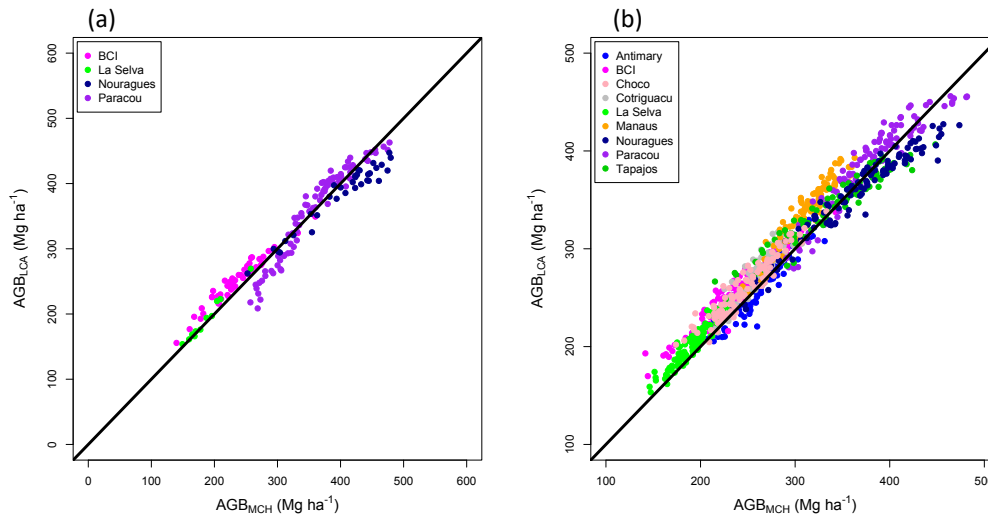 (a)
BCI
La Selva
Nouragues
Paracou
600
500
400
300
200
100
0
AGB_LCA (Mg ha⁻¹)
0 100 200 300 400 500 600
AGB_MCH (Mg ha⁻¹)
(b)
Antimary
BCI
Choco
Cotriguacu
La Selva
Manaus
Nouragues
Paracou
Tapajos
500
400
300
200
100
AGB_LCA (Mg ha⁻¹)
100 200 300 400 500
AGB_MCH (Mg ha⁻¹)